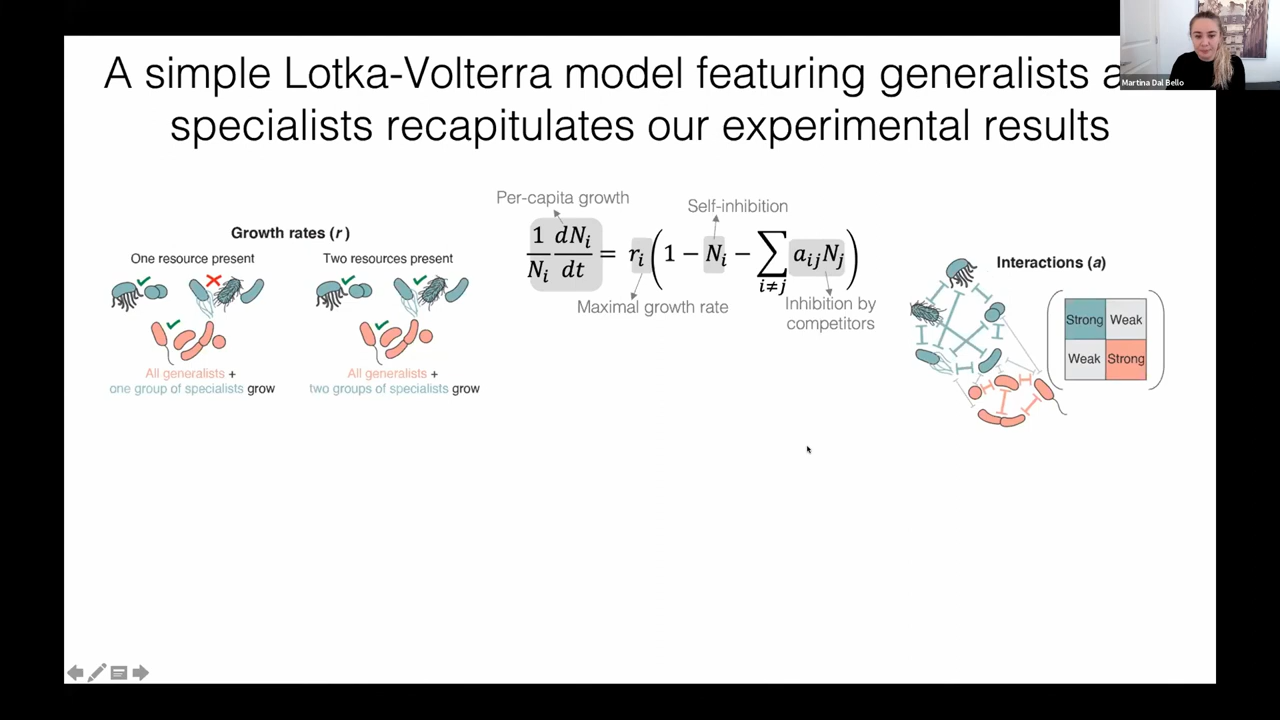 A simple Lotka-Volterra model featuring generalists a
specialists recapitulates our experimental results
Martina Dal Bello
Growth rates (r)
One resource present
Two resources present
All generalists +
one group of specialists grow
All generalists +
two groups of specialists grow
Per-capita growth
Self-inhibition
1/N_i dN_i/dt = r_i (1 − N_i − ∑_{i≠j} a_{ij}N_j)
Maximal growth rate
Inhibition by
competitors
Interactions (a)
Strong Weak
Weak Strong